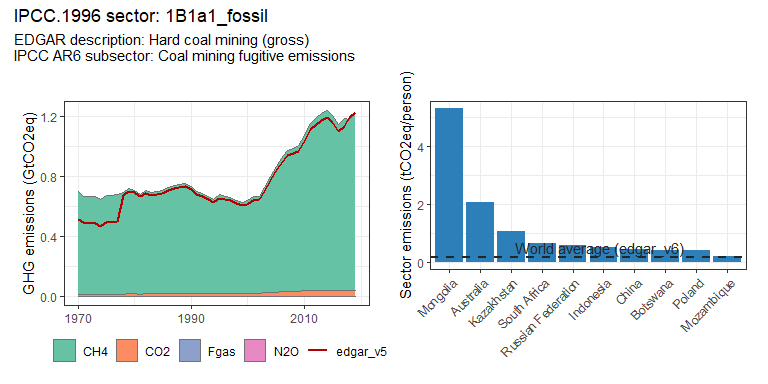 IPCC.1996 sector: 1B1a1_fossil
EDGAR description: Hard coal mining (gross)
IPCC AR6 subsector: Coal mining fugitive emissions
GHG emissions (GtCO2eq)
1.2
0.8
0.4
0.0
1970
1990
2010
CH4
CO2
Fgas
N2O
edgar_v5
Sector emissions (tCO2eq/person)
4
2
0
World average (edgar_v6)
Mongolia
Australia
Kazakhstan
South Africa
Russian Federation
Indonesia
China
Botswana
Poland
Mozambique